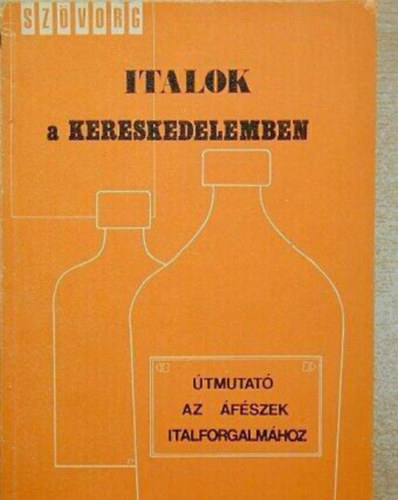 SZÖVORG
ITALOK
a KERESKEDELEMBEN
ÚTMUTATÓ
AZ ÁFÉSZEK
ITALFORGALMÁHOZ